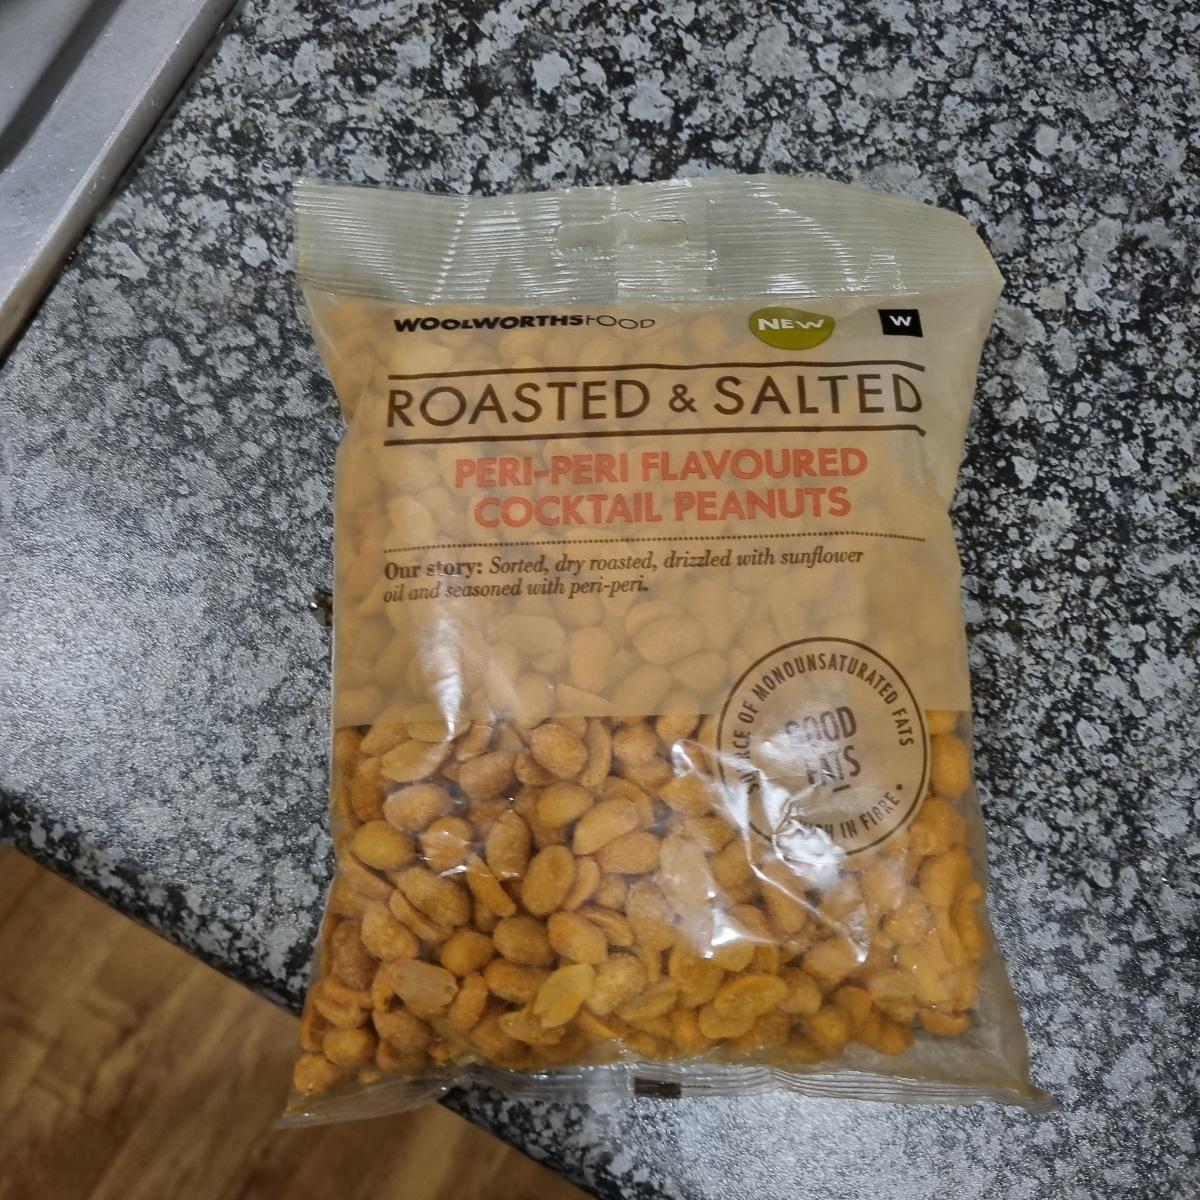 WOOLWORTHSFOOD
NEW
W
ROASTED & SALTED
PERI-PERI FLAVOURED
COCKTAIL PEANUTS
Our story: Sorted, dry roasted, drizzled with sunflower
oil and seasoned with peri-peri.
SOURCE OF MONOUNSATURATED FATS
GOOD
FATS
HIGH IN FIBRE •